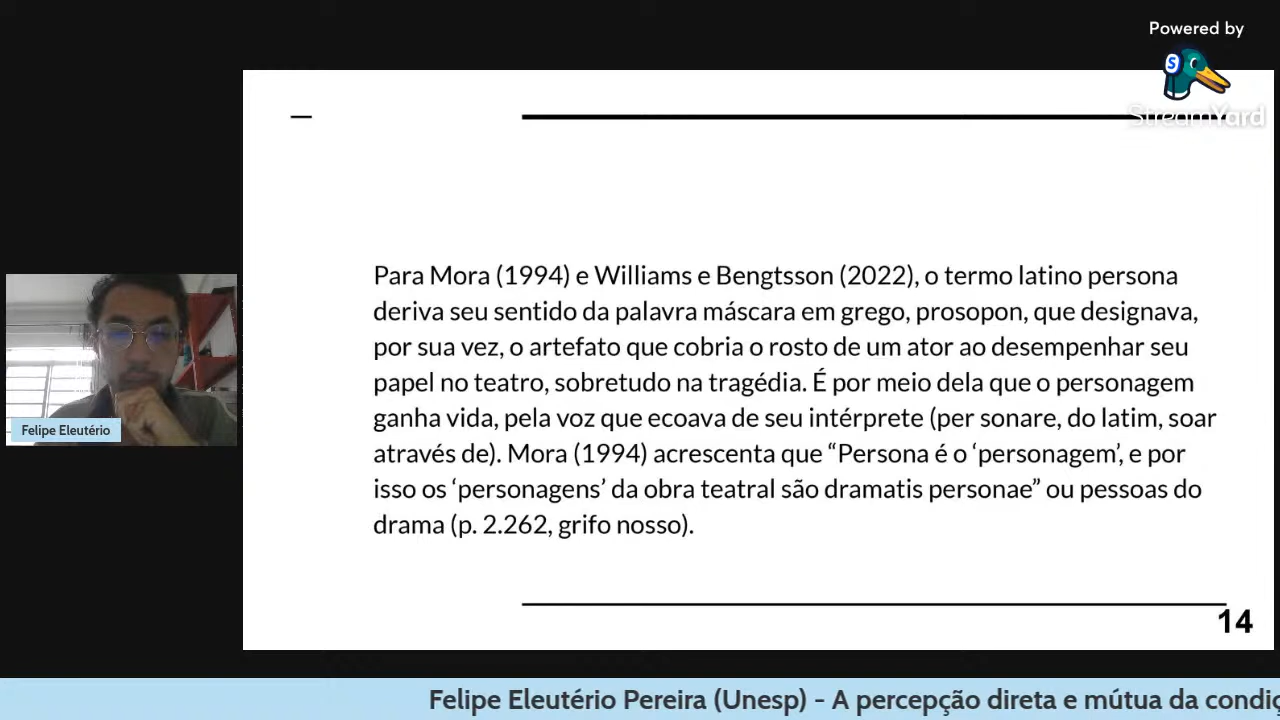 Powered by
StreamYard
Para Mora (1994) e Williams e Bengtsson (2022), o termo latino persona
deriva seu sentido da palavra máscara em grego, prosopon, que designava,
por sua vez, o artefato que cobria o rosto de um ator ao desempenhar seu
papel no teatro, sobretudo na tragédia. É por meio dela que o personagem
ganha vida, pela voz que ecoava de seu intérprete (per sonare, do latim, soar
através de). Mora (1994) acrescenta que “Persona é o ‘personagem’, e por
isso os ‘personagens’ da obra teatral são dramatis personae” ou pessoas do
drama (p. 2.262, grifo nosso).
Felipe Eleutério
14
Felipe Eleutério Pereira (Unesp) - A percepção direta e mútua da condiç